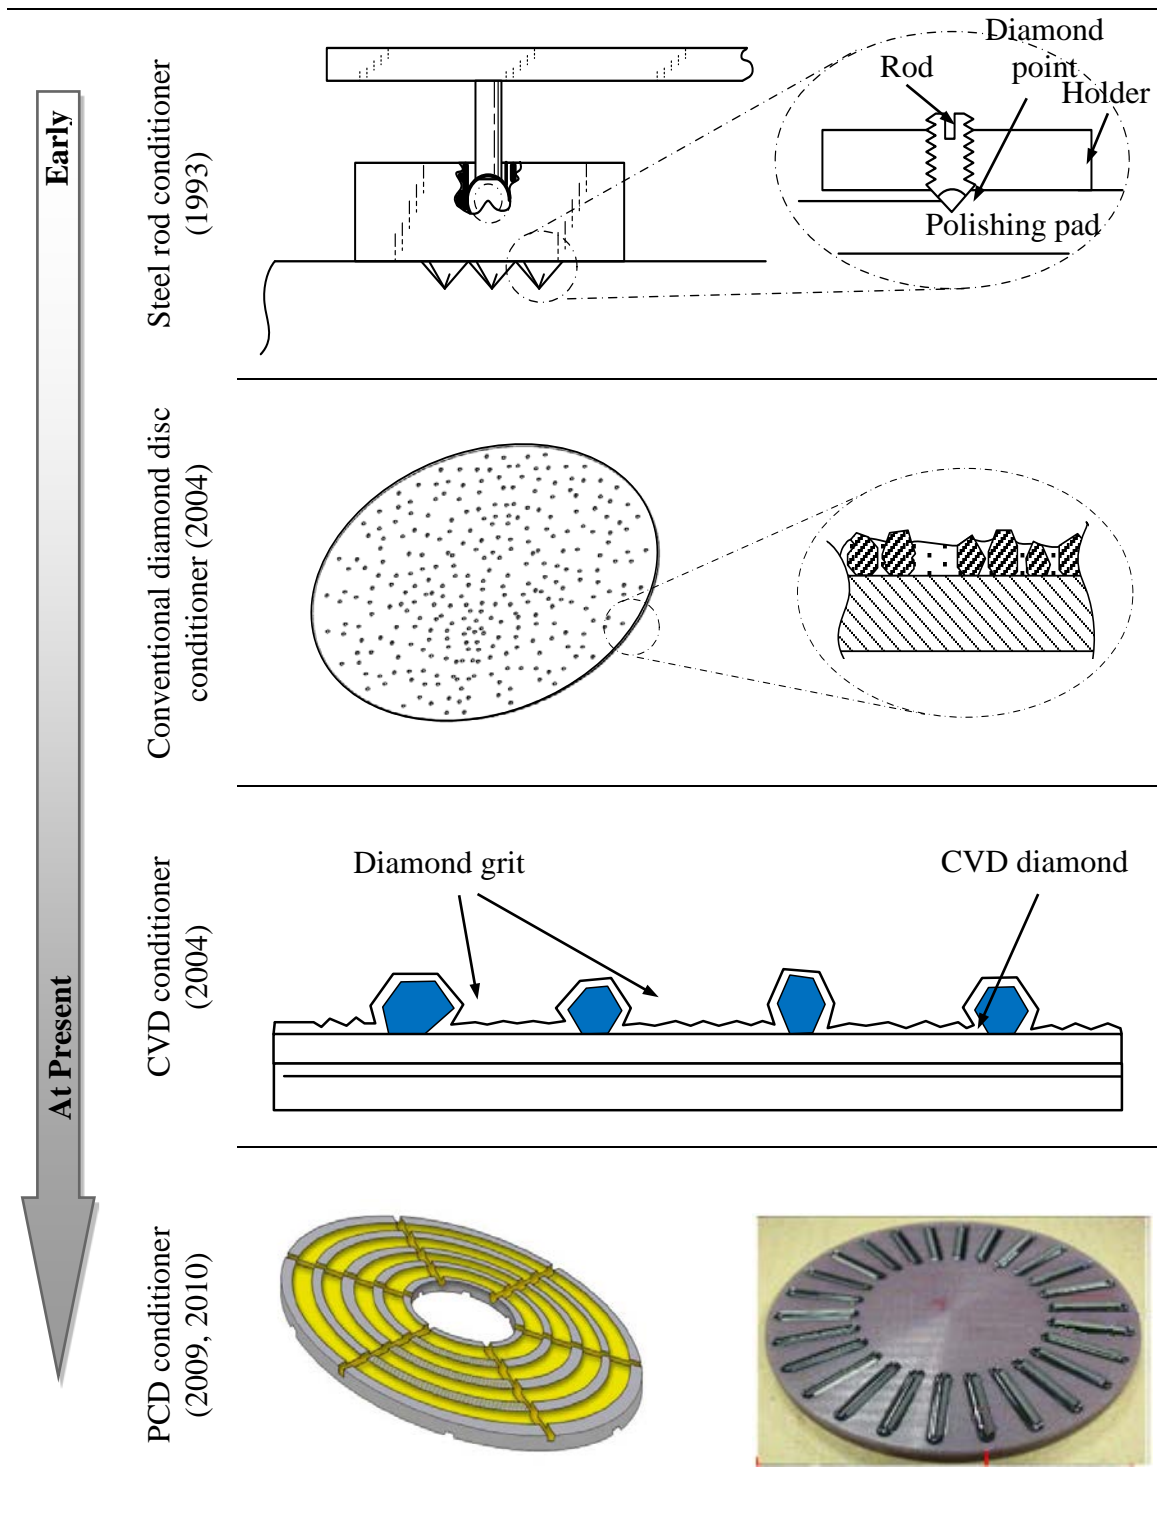 Early
At Present
Steel rod conditioner
(1993)
Diamond
point
Rod
Holder
Polishing pad
Conventional diamond disc
conditioner (2004)
CVD conditioner
(2004)
Diamond grit
CVD diamond
PCD conditioner
(2009, 2010)